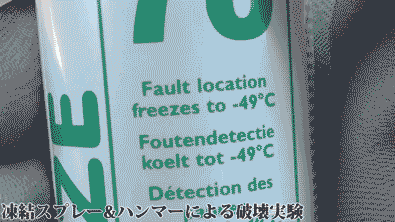 70
ZE
Fault location
freezes to -49°C
Foutendetectie
koelt tot -49°C
Détection des
凍結スプレー&ハンマーによる破壊実験